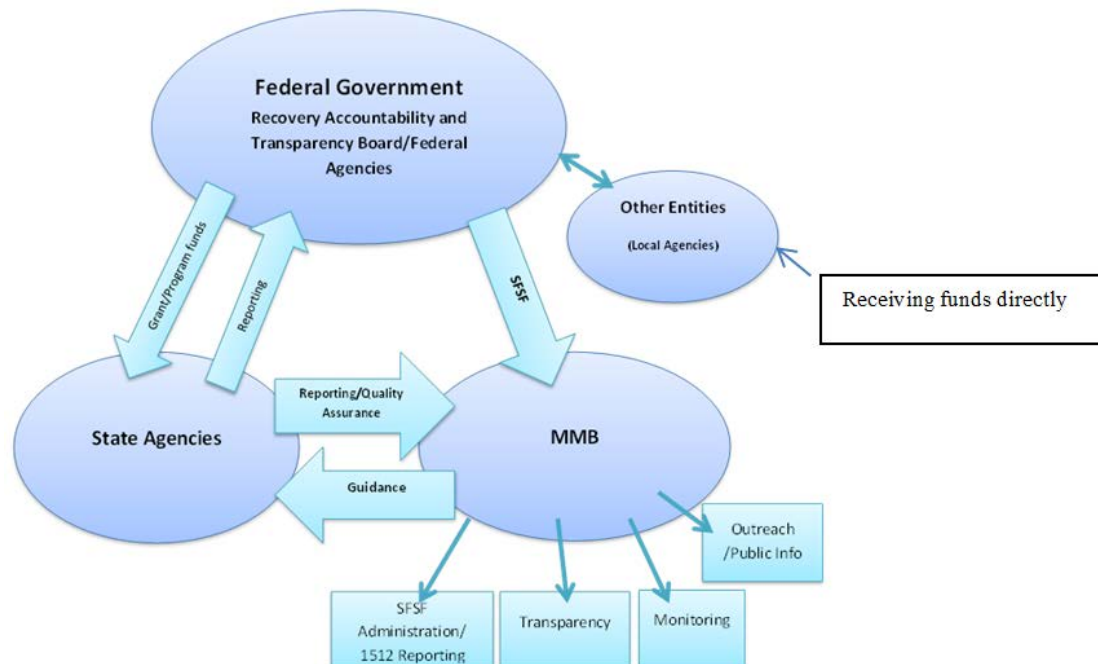 Federal Government
Recovery Accountability and
Transparency Board/Federal
Agencies
Other Entities
(Local Agencies)
Receiving funds directly
Grant/Program funds
Reporting
SFSF
State Agencies
Reporting/Quality
Assurance
MMB
Guidance
Outreach
/Public Info
SFSF
Administration/
1512 Reporting
Transparency
Monitoring